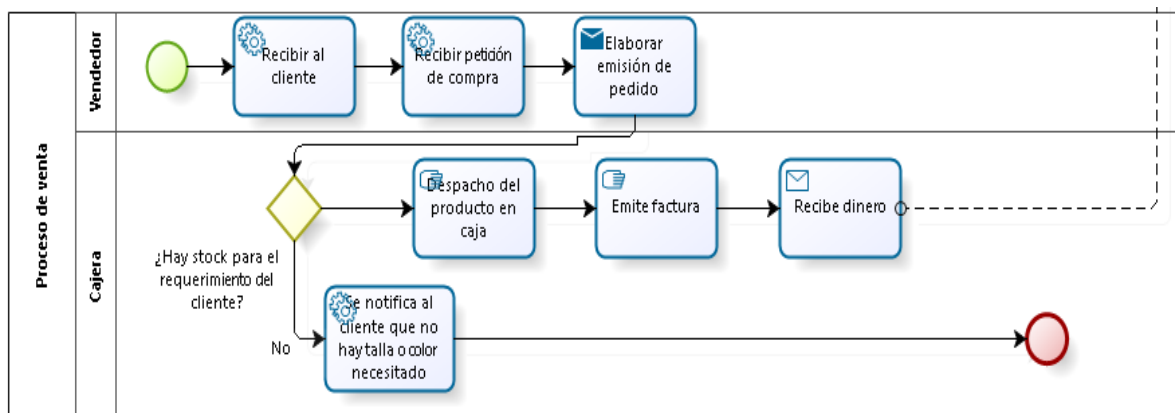 Proceso de venta
Vendedor
Recibir al
cliente
Recibir petición
de compra
Elaborar
emisión de
pedido
Cajera
¿Hay stock para el
requerimiento del
cliente?
Despacho del
producto en
caja
Emite factura
Recibe dinero
No
Se notifica al
cliente que no
hay talla o color
necesitado